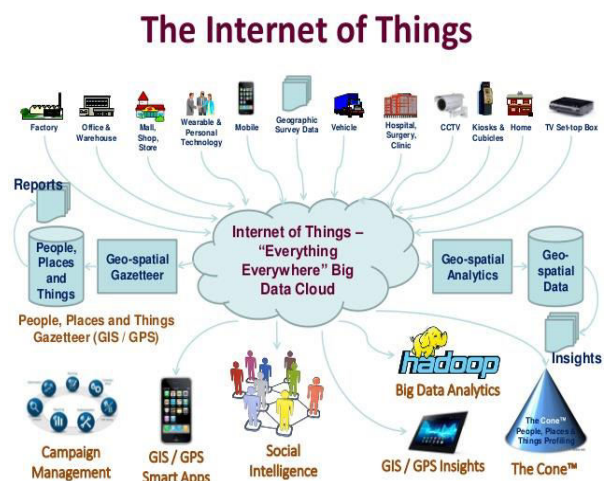 The Internet of Things
Factory
Office &
Warehouse
Mall,
Shop,
Store
Wearable &
Personal
Technology
Mobile
Geographic
Survey Data
Vehicle
Hospital,
Surgery,
Clinic
CCTV
Kiosks &
Cubicles
Home
TV Set-top Box
Reports
People,
Places
and
Things
Geo-spatial
Gazetteer
Internet of Things –
“Everything
Everywhere” Big
Data Cloud
Geo-spatial
Analytics
Geo-
spatial
Data
People, Places and Things
Gazetteer (GIS / GPS)
Insights
hadoop
Big Data Analytics
The Cone™
People, Places &
Things Profiling
Campaign
Management
GIS / GPS
Smart Apps
Social
Intelligence
GIS / GPS Insights
The Cone™